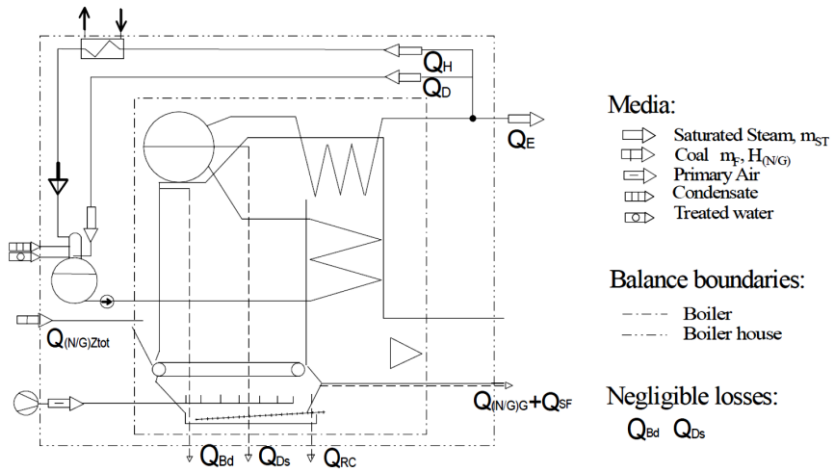 QH
QD
QE
Q(N/G)Ztot
Q(N/G)G+QSF
QBd
QDs
QRC
Media:
Saturated Steam, mST
Coal mF, H(N/G)
Primary Air
Condensate
Treated water
Balance boundaries:
Boiler
Boiler house
Negligible losses:
QBd QDs